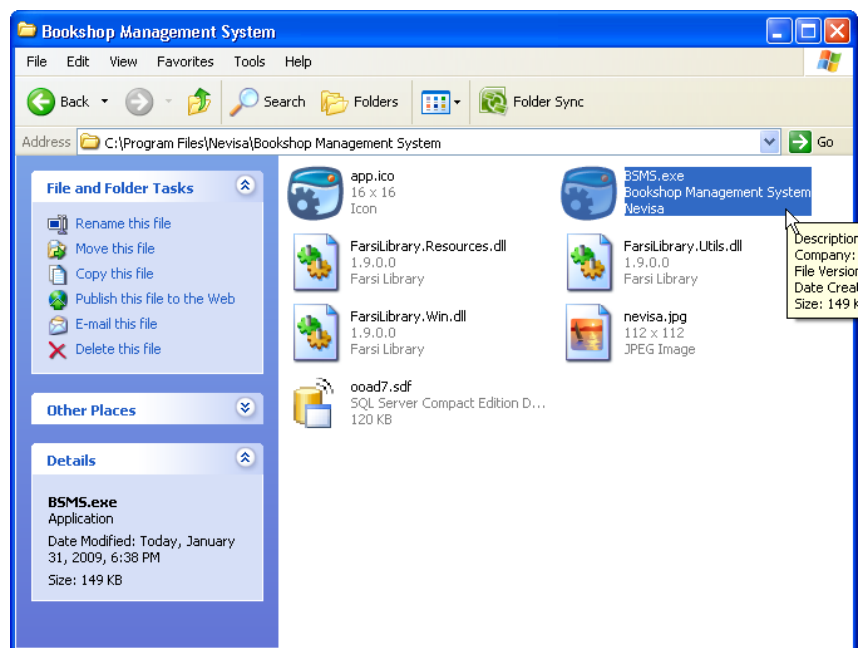 Bookshop Management System
File Edit View Favorites Tools Help
Back Search Folders Folder Sync
Address C:\Program Files\Nevisa\Bookshop Management System Go
File and Folder Tasks
Rename this file
Move this file
Copy this file
Publish this file to the Web
E-mail this file
Delete this file
Other Places
Details
BSMS.exe
Application
Date Modified: Today, January
31, 2009, 6:38 PM
Size: 149 KB
app.ico
16 x 16
Icon
BSMS.exe
Bookshop Management System
Nevisa
FarsiLibrary.Resources.dll
1.9.0.0
Farsi Library
FarsiLibrary.Utils.dll
1.9.0.0
Farsi Library
FarsiLibrary.Win.dll
1.9.0.0
Farsi Library
nevisa.jpg
112 x 112
JPEG Image
ooad7.sdf
SQL Server Compact Edition D...
120 KB
Description
Company:
File Version
Date
Size: 149